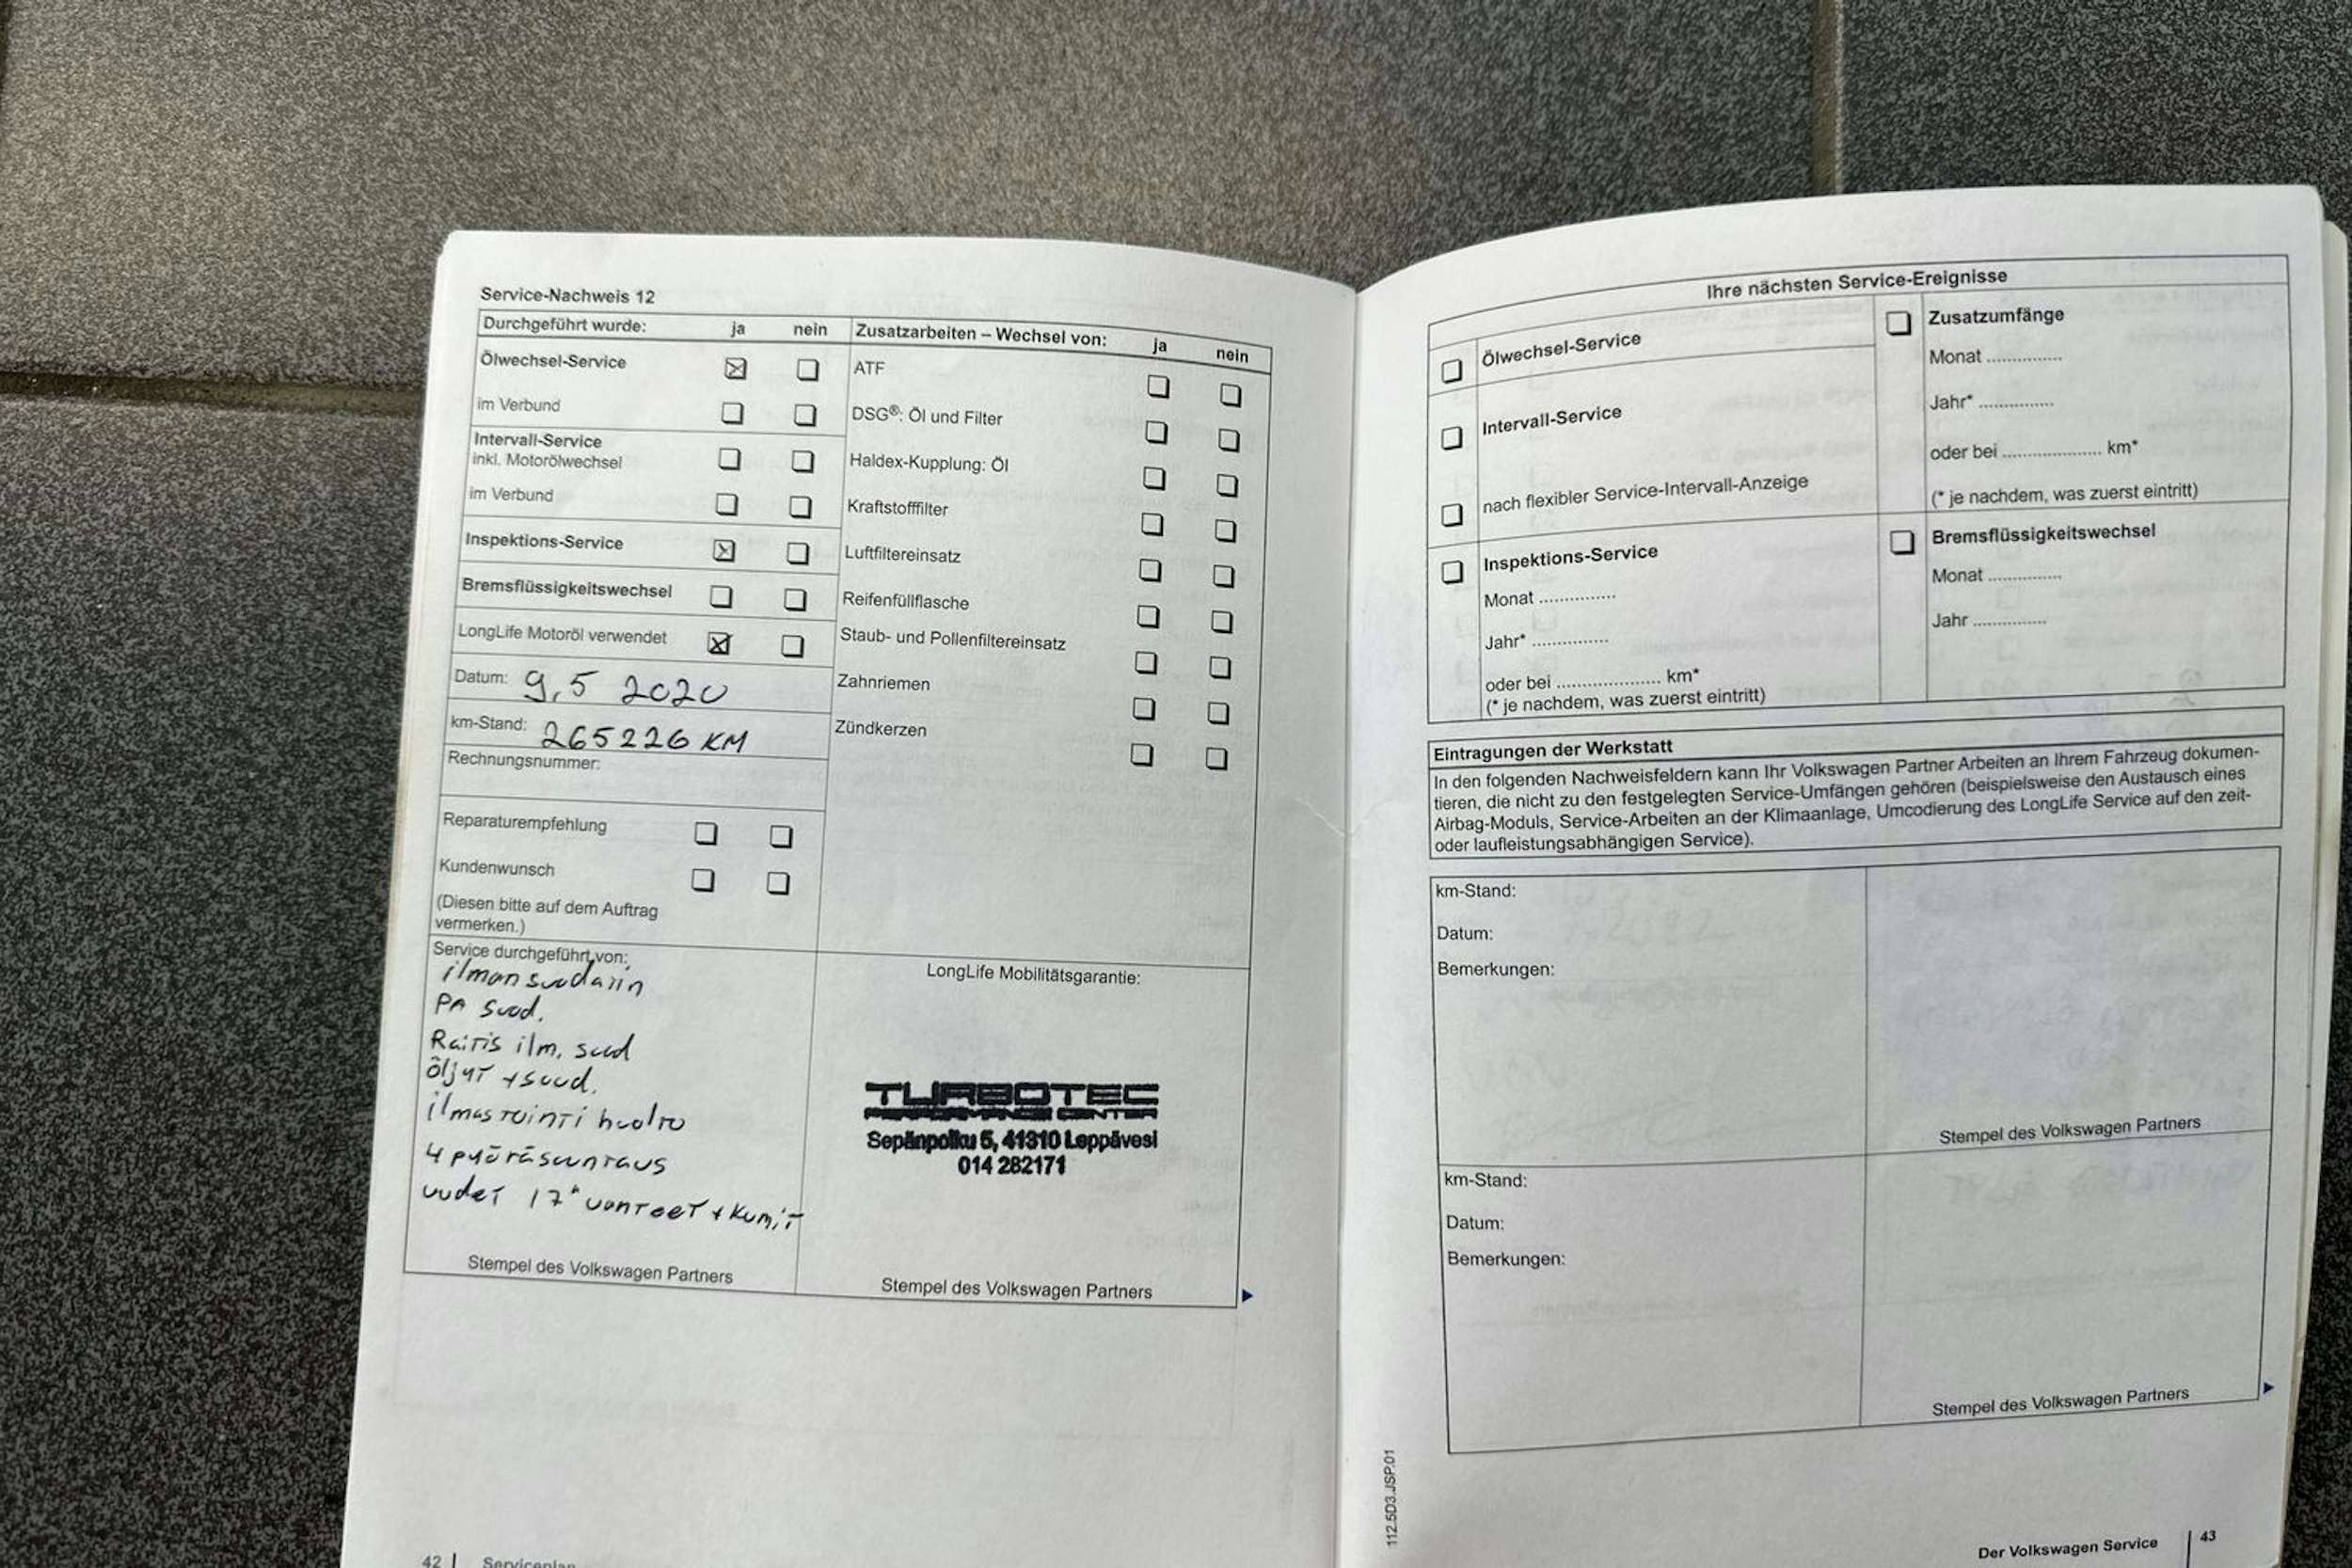 Service-Nachweis 12
Durchgeführt wurde: ja nein
Ölwechsel-Service
im Verbund
Intervall-Service
inkl. Motorölwechsel
im Verbund
Inspektions-Service
Bremsflüssigkeitswechsel
LongLife Motoröl verwendet
Datum: 9,5 2020
km-Stand: 265226 KM
Rechnungsnummer:
Reparaturempfehlung
Kundenwunsch
(Diesen bitte auf dem Auftrag
vermerken.)
Zusatzarbeiten – Wechsel von: ja nein
ATF
DSG®: Öl und Filter
Haldex-Kupplung: Öl
Kraftstofffilter
Luftfiltereinsatz
Reifenfüllflasche
Staub- und Pollenfiltereinsatz
Zahnriemen
Zündkerzen
Service durchgeführt von:
ilmansuodatin
PA suod.
Raitis ilm, suod
öljyt + suod.
ilmastointi huolto
4 pyöräsuuntaus
uudet 17" vanteet + Kumit
Stempel des Volkswagen Partners
LongLife Mobilitätsgarantie:
TURBOTEC
PERFORMANCE CENTER
Sepänpolku 5, 41310 Leppävesi
014 282171
Stempel des Volkswagen Partners
42 Serviceplan
Ihre nächsten Service-Ereignisse
Ölwechsel-Service
Intervall-Service
nach flexibler Service-Intervall-Anzeige
Inspektions-Service
Monat ..............
Jahr* ..............
oder bei ................... km*
(* je nachdem, was zuerst eintritt)
Zusatzumfänge
Monat ..............
Jahr* ..............
oder bei ................... km*
(* je nachdem, was zuerst eintritt)
Bremsflüssigkeitswechsel
Monat ..............
Jahr ..............
Eintragungen der Werkstatt
In den folgenden Nachweisfeldern kann Ihr Volkswagen Partner Arbeiten an Ihrem Fahrzeug dokumen-
tieren, die nicht zu den festgelegten Service-Umfängen gehören (beispielsweise den Austausch eines
Airbag-Moduls, Service-Arbeiten an der Klimaanlage, Umcodierung des LongLife Service auf den zeit-
oder laufleistungsabhängigen Service).
km-Stand:
Datum:
Bemerkungen:
Stempel des Volkswagen Partners
km-Stand:
Datum:
Bemerkungen:
Stempel des Volkswagen Partners
112.5D3.JSP.01
Der Volkswagen Service 43